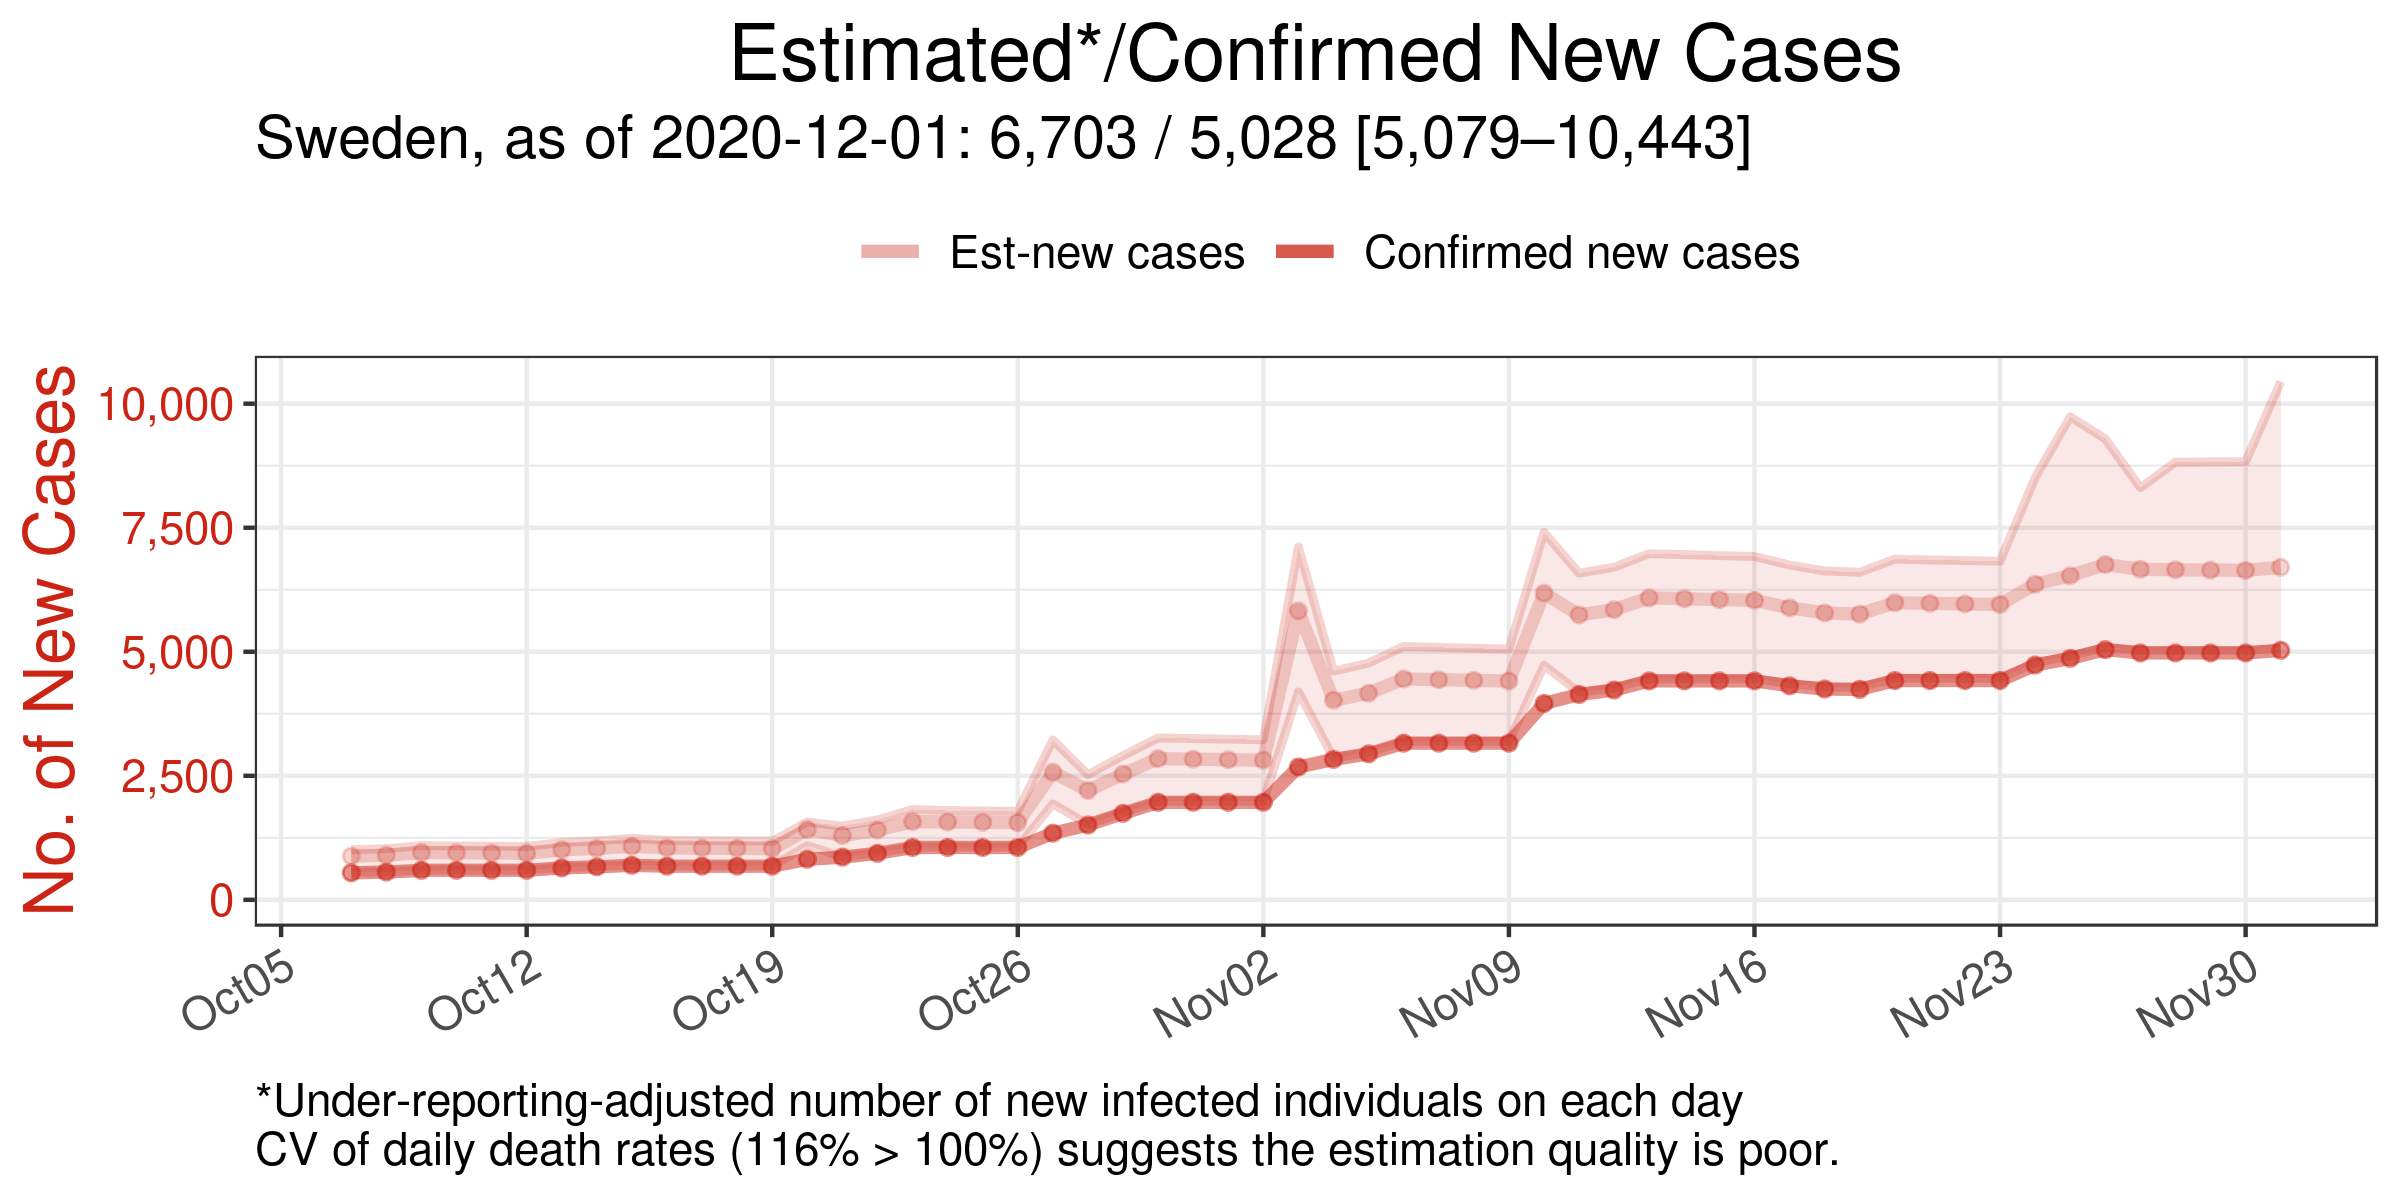 Estimated*/Confirmed New Cases
Sweden, as of 2020-12-01: 6,703 / 5,028 [5,079–10,443]
Est-new cases
Confirmed new cases
No. of New Cases
10,000
7,500
5,000
2,500
0
Oct05
Oct12
Oct19
Oct26
Nov02
Nov09
Nov16
Nov23
Nov30
*Under-reporting-adjusted number of new infected individuals on each day
CV of daily death rates (116% > 100%) suggests the estimation quality is poor.